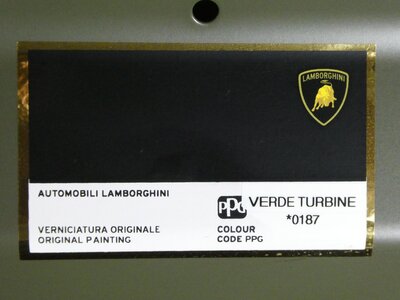 LAMBORGHINI
AUTOMOBILI LAMBORGHINI
PPG VERDE TURBINE
*0187
VERNICIATURA ORIGINALE
ORIGINAL PAINTING
COLOUR
CODE PPG